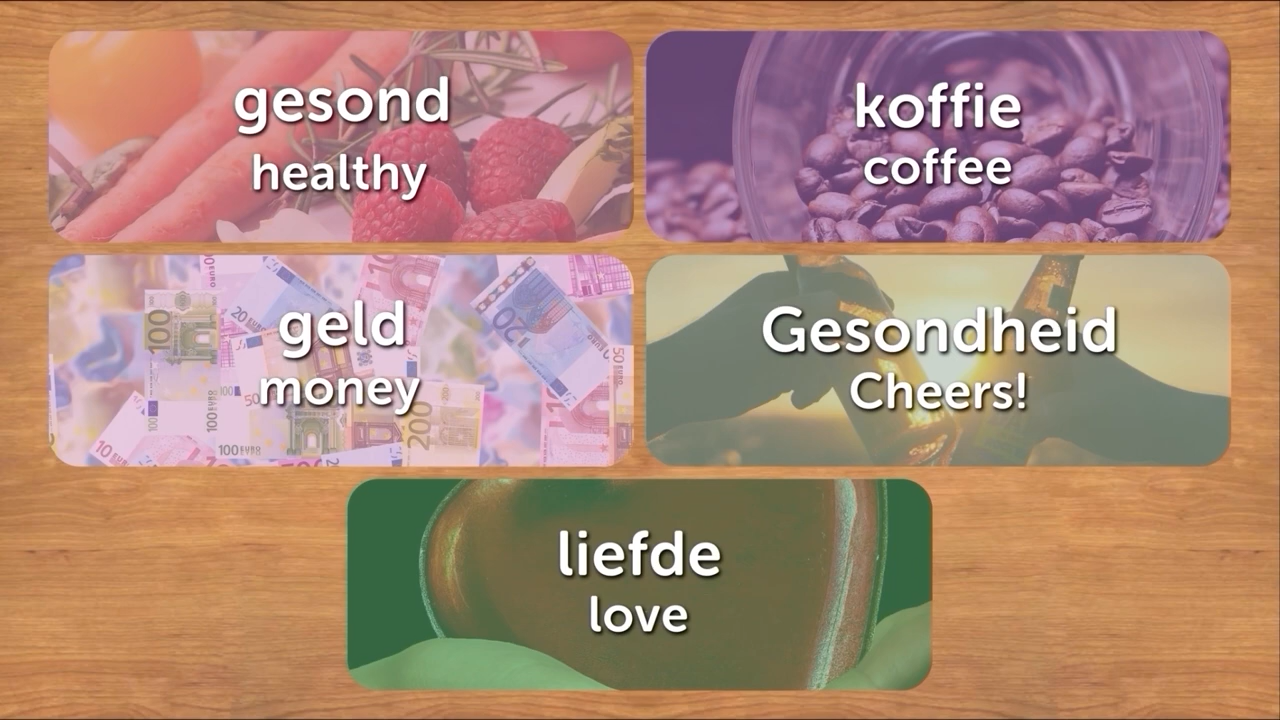 gesond
healthy
koffie
coffee
geld
money
Gesondheid
Cheers!
liefde
love